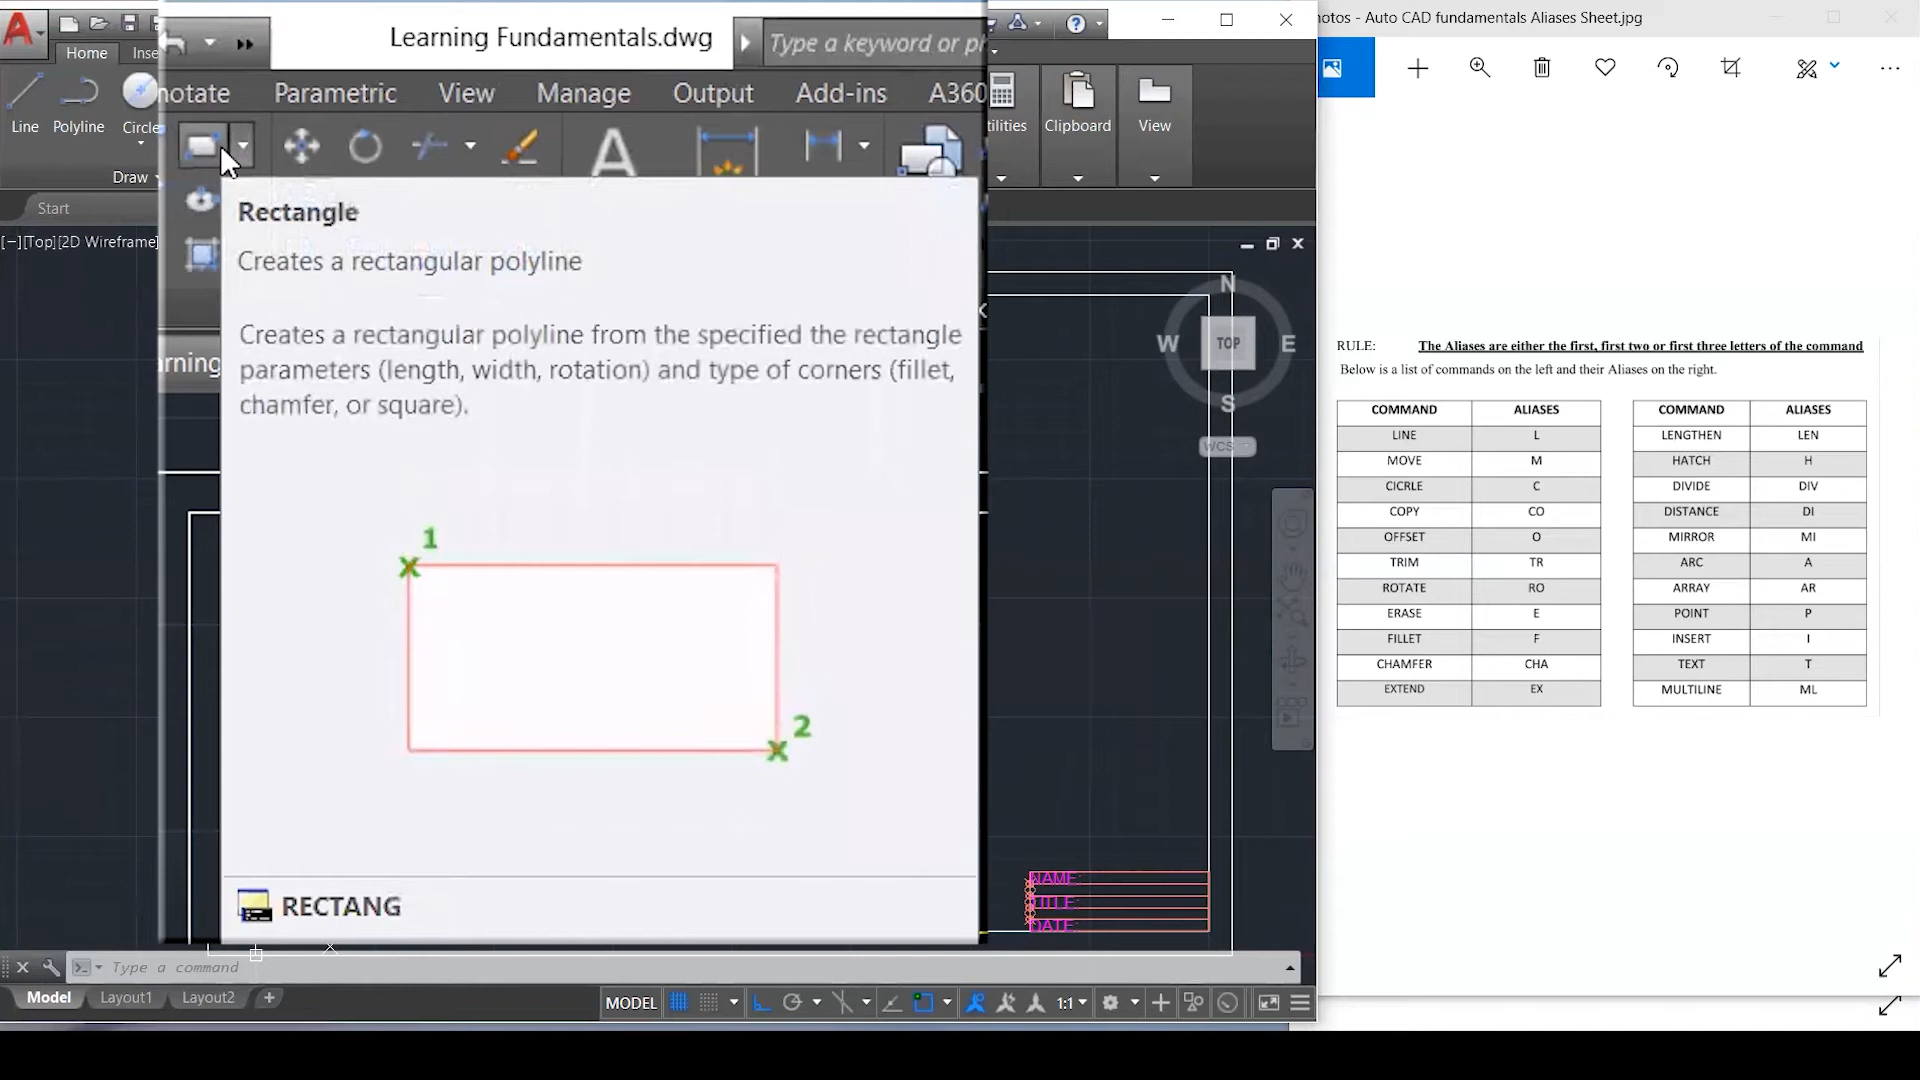 Learning Fundamentals.dwg
Type a keyword or ph
hotos - Auto CAD fundamentals Aliases Sheet.jpg
Home
Inse
notate
Parametric
View
Manage
Output
Add-ins
A360
Line
Polyline
Circle
tilities
Clipboard
View
Draw
Start
[−][Top][2D Wireframe]
rning
Rectangle
Creates a rectangular polyline
Creates a rectangular polyline from the specified the rectangle
parameters (length, width, rotation) and type of corners (fillet,
chamfer, or square).
1
2
RECTANG
N
W
TOP
E
S
WCS
RULE: The Aliases are either the first, first two or first three letters of the command
Below is a list of commands on the left and their Aliases on the right.
COMMAND ALIASES
LINE L
MOVE M
CICRLE C
COPY CO
OFFSET O
TRIM TR
ROTATE RO
ERASE E
FILLET F
CHAMFER CHA
EXTEND EX
COMMAND ALIASES
LENGTHEN LEN
HATCH H
DIVIDE DIV
DISTANCE DI
MIRROR MI
ARC A
ARRAY AR
POINT P
INSERT I
TEXT T
MULTILINE ML
NAME:
TITLE:
DATE:
Type a command
Model
Layout1
Layout2
MODEL
1:1